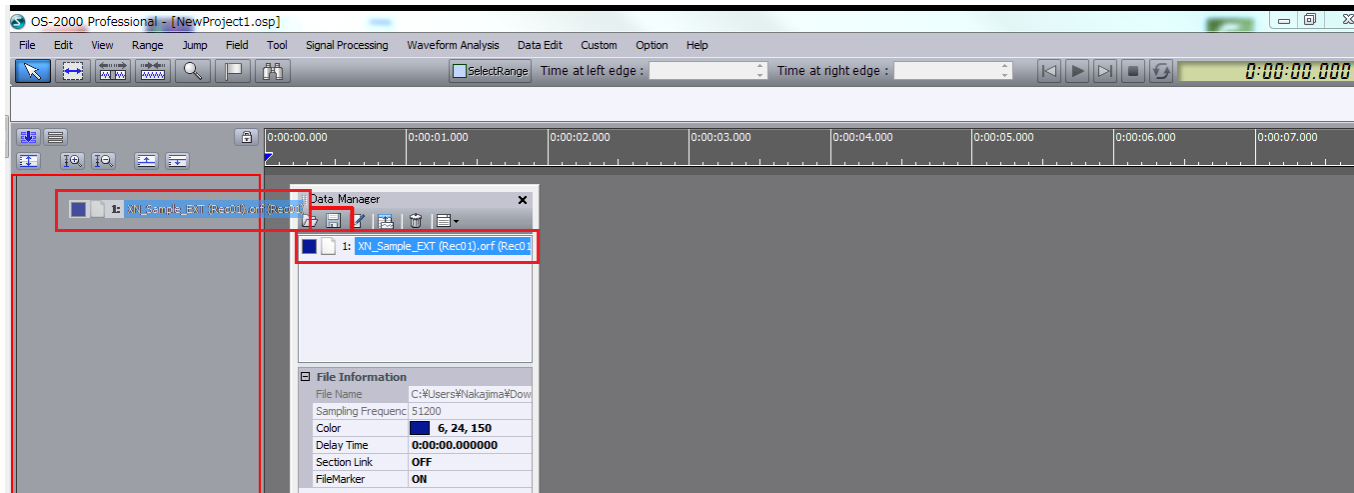 OS-2000 Professional - [NewProject1.osp]
File Edit View Range Jump Field Tool Signal Processing Waveform Analysis Data Edit Custom Option Help
SelectRange Time at left edge : Time at right edge : 0:00:00.000
0:00:00.000 0:00:01.000 0:00:02.000 0:00:03.000 0:00:04.000 0:00:05.000 0:00:06.000 0:00:07.000
1: XN_Sample_EXT (Rec01).orf (Rec01)
Data Manager
1: XN_Sample_EXT (Rec01).orf (Rec01
File Information
File Name C:¥Users¥Nakajima¥Dow
Sampling Frequenc 51200
Color 6, 24, 150
Delay Time 0:00:00.000000
Section Link OFF
FileMarker ON